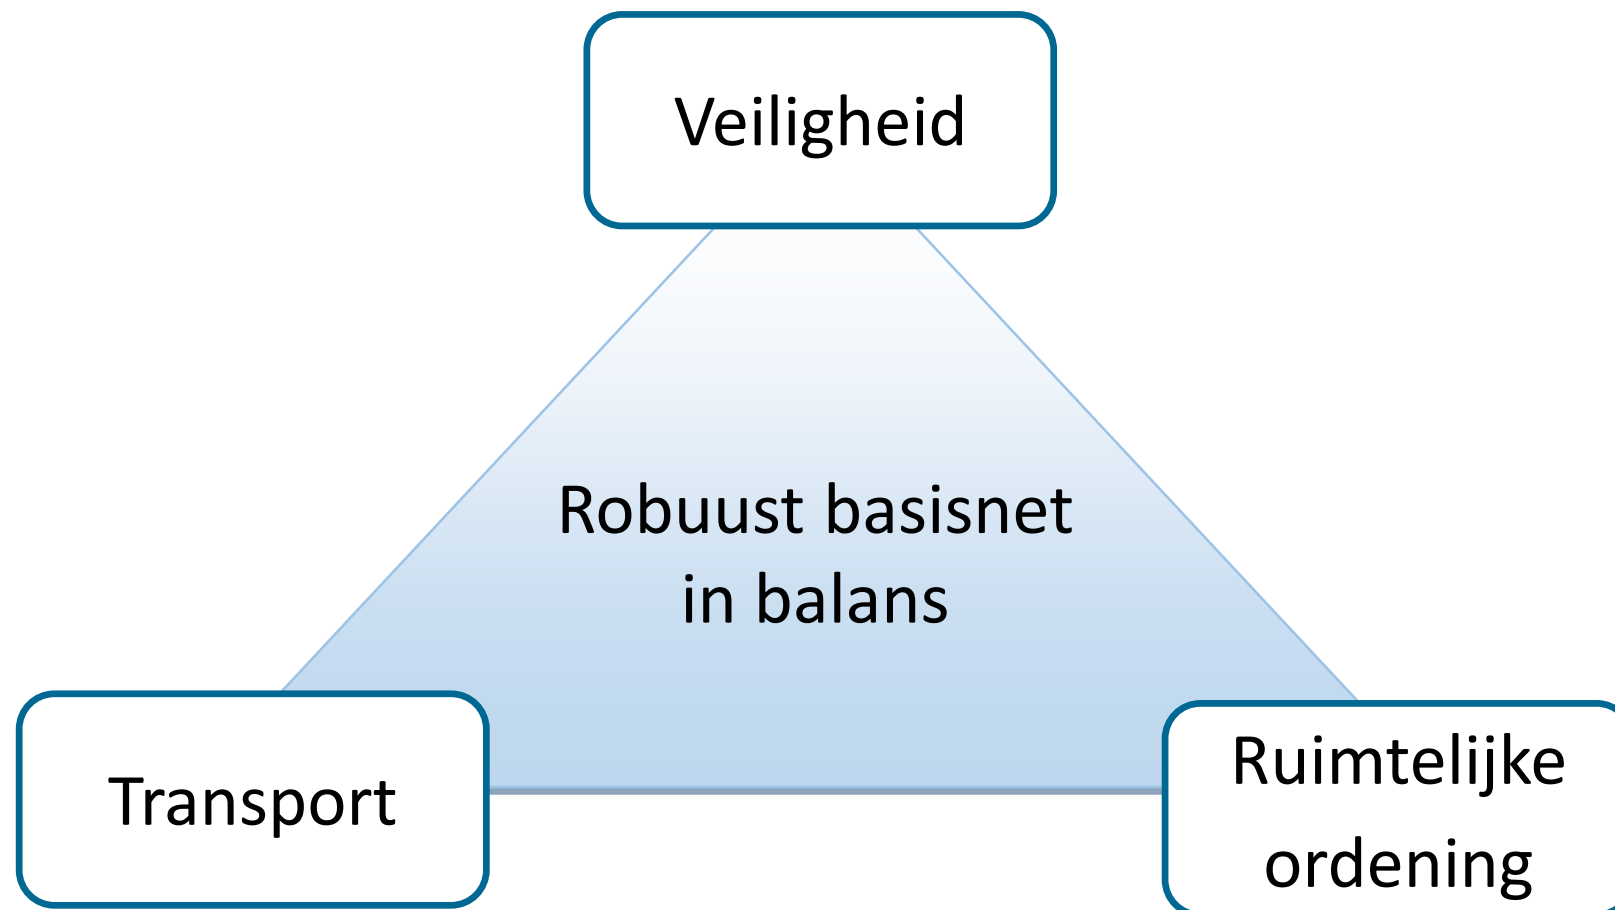 Veiligheid
Robuust basisnet
in balans
Transport
Ruimtelijke
ordening